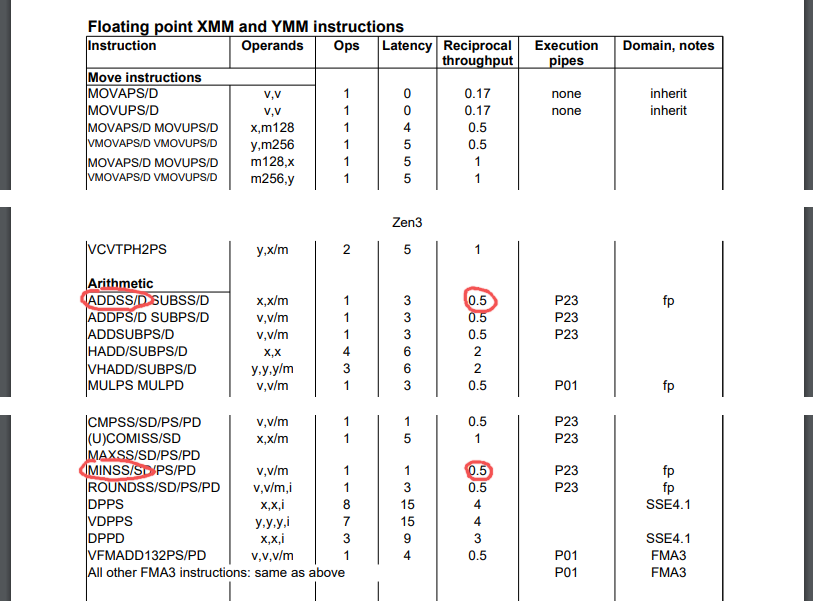 Floating point XMM and YMM instructions
Instruction Operands Ops Latency Reciprocal throughput Execution pipes Domain, notes
Move instructions
MOVAPS/D v,v 1 0 0.17 none inherit
MOVUPS/D v,v 1 0 0.17 none inherit
MOVAPS/D MOVUPS/D x,m128 1 4 0.5
VMOVAPS/D VMOVUPS/D y,m256 1 5 0.5
MOVAPS/D MOVUPS/D m128,x 1 5 1
VMOVAPS/D VMOVUPS/D m256,y 1 5 1
Zen3
VCVTPH2PS y,x/m 2 5 1
Arithmetic
ADDSS/D SUBSS/D x,x/m 1 3 0.5 P23 fp
ADDPS/D SUBPS/D v,v/m 1 3 0.5 P23
ADDSUBPS/D v,v/m 1 3 0.5 P23
HADD/SUBPS/D x,x 4 6 2
VHADD/SUBPS/D y,y,y/m 3 6 2
MULPS MULPD v,v/m 1 3 0.5 P01 fp
CMPSS/SD/PS/PD v,v/m 1 1 0.5 P23
(U)COMISS/SD x,x/m 1 5 1 P23
MAXSS/SD/PS/PD
MINSS/SD/PS/PD v,v/m 1 1 0.5 P23 fp
ROUNDSS/SD/PS/PD v,v/m,i 1 3 0.5 P23 fp
DPPS x,x,i 8 15 4 SSE4.1
VDPPS y,y,y,i 7 15 4
DPPD x,x,i 3 9 3 SSE4.1
VFMADD132PS/PD v,v,v/m 1 4 0.5 P01 FMA3
All other FMA3 instructions: same as above P01 FMA3